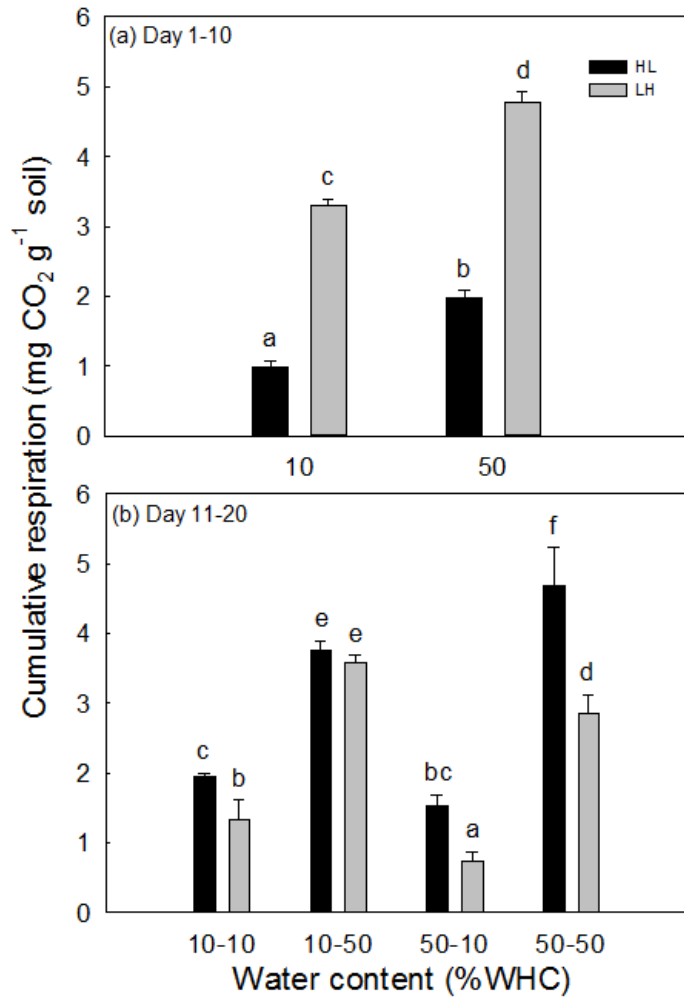 Cumulative respiration (mg CO₂ g⁻¹ soil)
(a) Day 1-10
HL
LH
6
5
4
3
2
1
0
a
c
b
d
10 50
(b) Day 11-20
6
5
4
3
2
1
0
c
b
e
e
bc
a
f
d
10-10 10-50 50-10 50-50
Water content (%WHC)